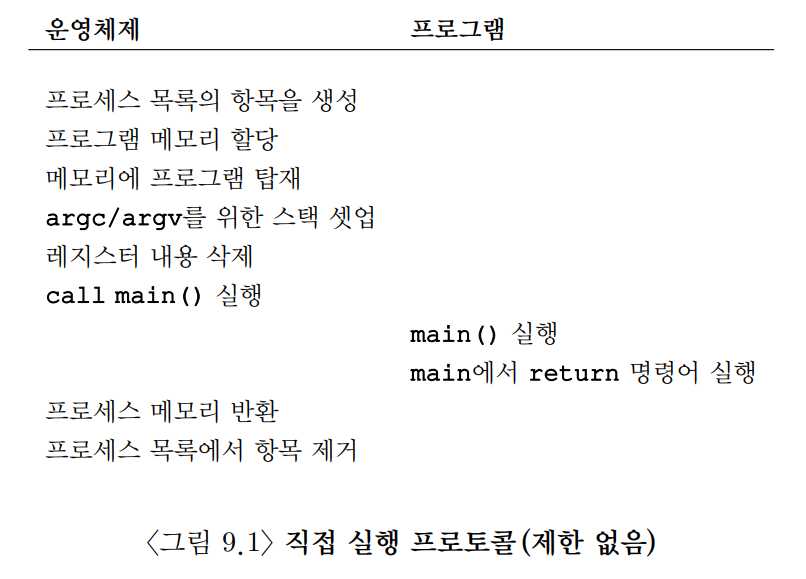 운영체제 프로그램
프로세스 목록의 항목을 생성
프로그램 메모리 할당
메모리에 프로그램 탑재
argc/argv를 위한 스택 셋업
레지스터 내용 삭제
call main() 실행
main() 실행
main에서 return 명령어 실행
프로세스 메모리 반환
프로세스 목록에서 항목 제거
〈그림 9.1〉 직접 실행 프로토콜(제한 없음)